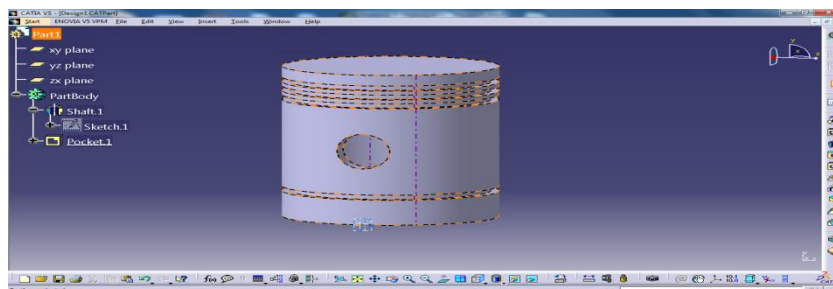 CATIA V5 - [Design1.CATPart]
Start ENOVIA V5 VPM File Edit View Insert Tools Window Help
Part1
xy plane
yz plane
zx plane
PartBody
Shaft.1
Sketch.1
Pocket.1
f(x)